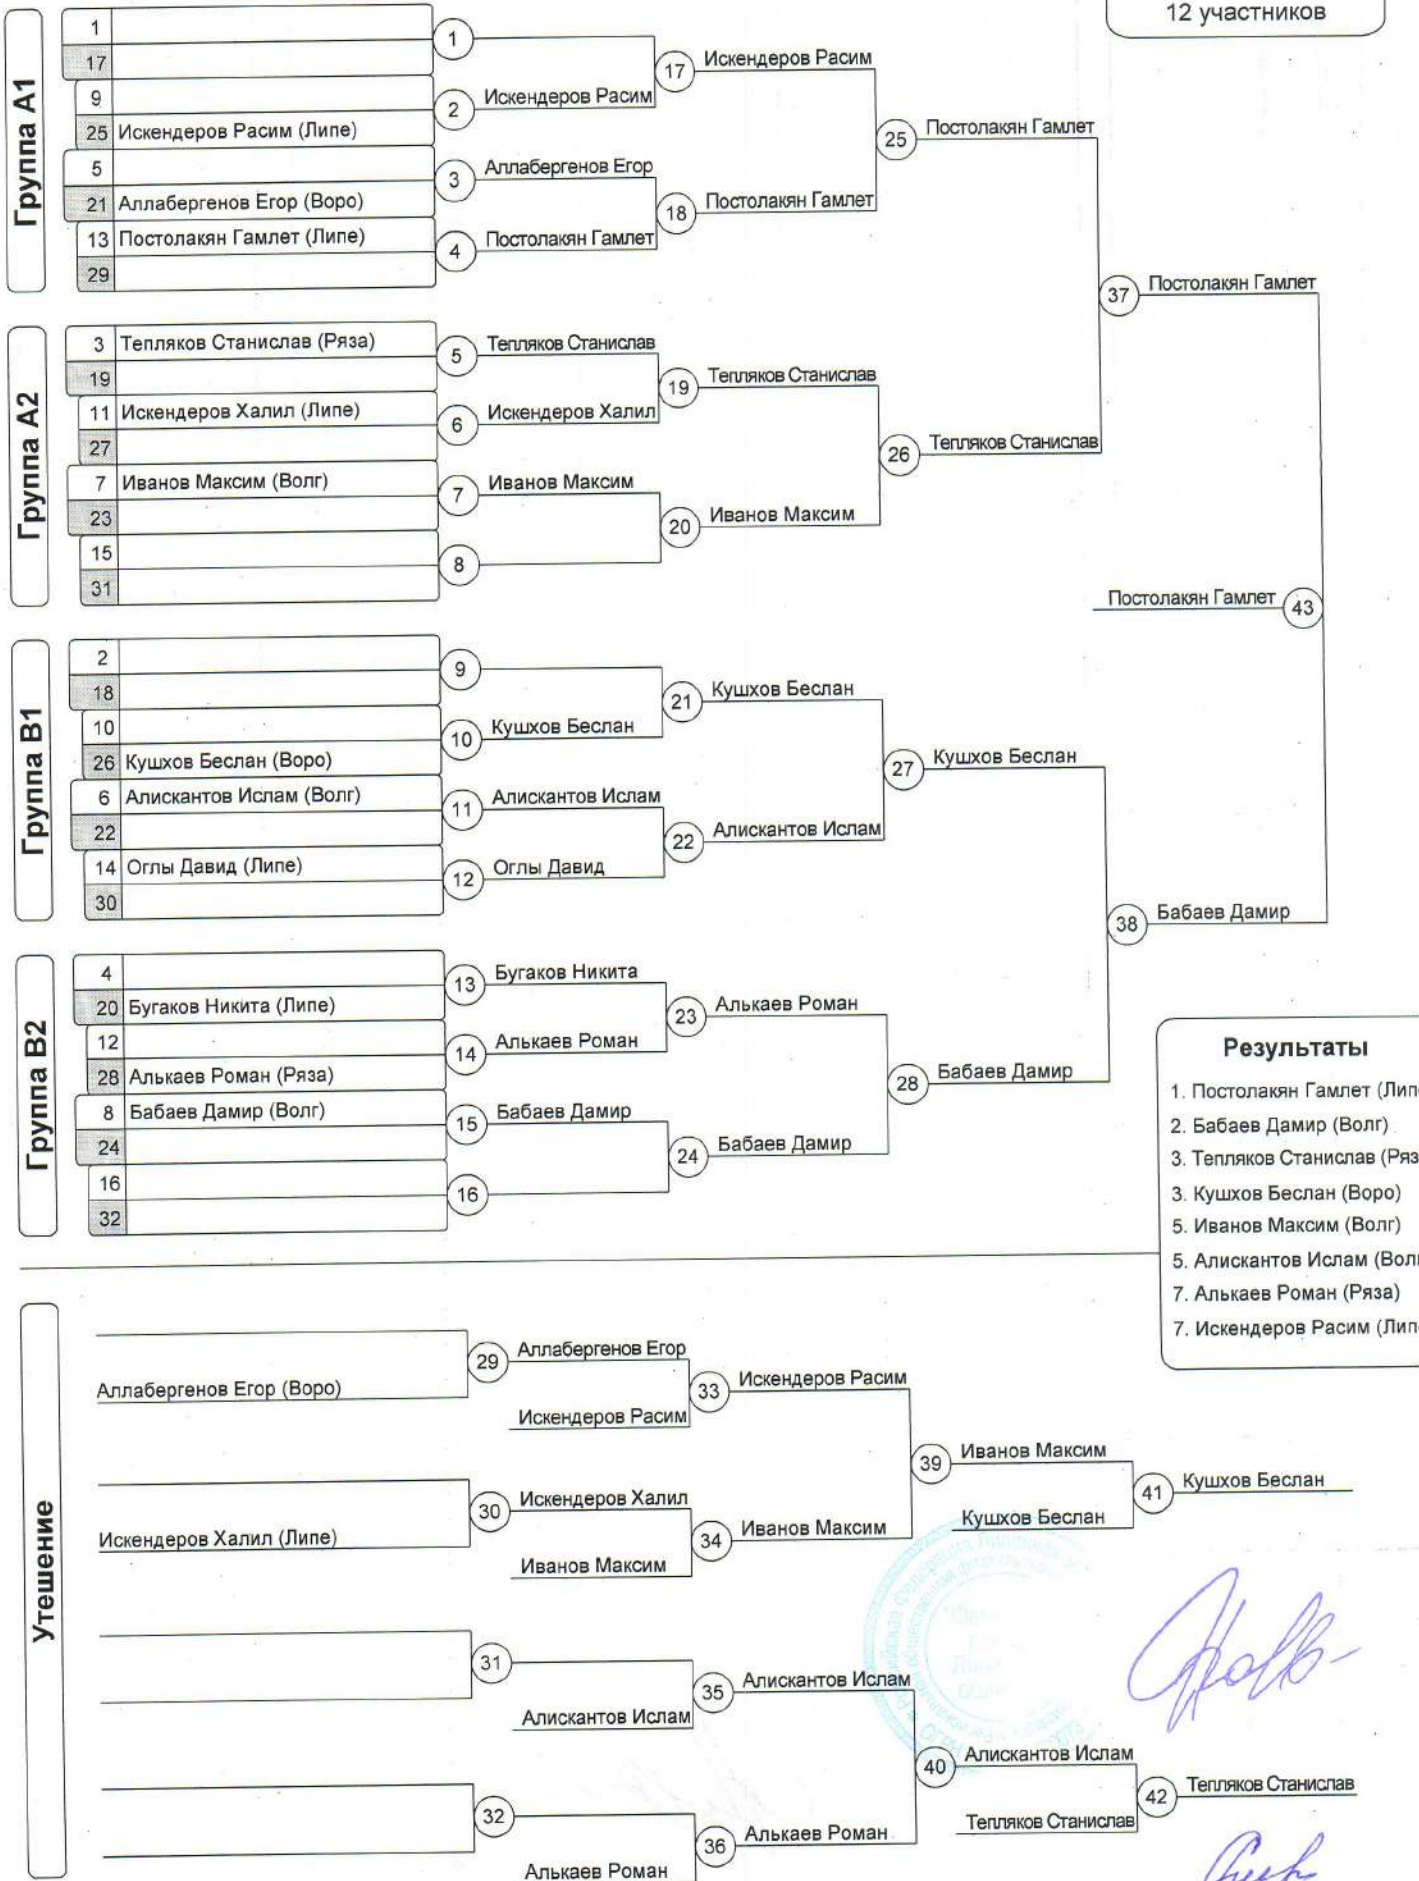 12 участников
Группа A1
1
17
9
25 Искендеров Расим (Липе)
5
21 Аллабергенов Егор (Воро)
13 Постолакян Гамлет (Липе)
29
1
2 Искендеров Расим
3 Аллабергенов Егор
4 Постолакян Гамлет
17 Искендеров Расим
18 Постолакян Гамлет
25 Постолакян Гамлет
Группа A2
3 Тепляков Станислав (Ряза)
19
11 Искендеров Халил (Липе)
27
7 Иванов Максим (Волг)
23
15
31
5 Тепляков Станислав
6 Искендеров Халил
7 Иванов Максим
8
19 Тепляков Станислав
20 Иванов Максим
26 Тепляков Станислав
37 Постолакян Гамлет
Постолакян Гамлет 43
Группа B1
2
18
10
26 Кушхов Беслан (Воро)
6 Алискантов Ислам (Волг)
22
14 Оглы Давид (Липе)
30
9
10 Кушхов Беслан
11 Алискантов Ислам
12 Оглы Давид
21 Кушхов Беслан
22 Алискантов Ислам
27 Кушхов Беслан
Группа B2
4
20 Бугаков Никита (Липе)
12
28 Алькаев Роман (Ряза)
8 Бабаев Дамир (Волг)
24
16
32
13 Бугаков Никита
14 Алькаев Роман
15 Бабаев Дамир
16
23 Алькаев Роман
24 Бабаев Дамир
28 Бабаев Дамир
38 Бабаев Дамир
Результаты
1. Постолакян Гамлет (Липе
2. Бабаев Дамир (Волг)
3. Тепляков Станислав (Ряз
3. Кушхов Беслан (Воро)
5. Иванов Максим (Волг)
5. Алискантов Ислам (Волг
7. Алькаев Роман (Ряза)
7. Искендеров Расим (Липе
Утешение
Аллабергенов Егор (Воро)
29 Аллабергенов Егор
Искендеров Расим
33 Искендеров Расим
Искендеров Халил (Липе)
30 Искендеров Халил
Иванов Максим
34 Иванов Максим
39 Иванов Максим
Кушхов Беслан
41 Кушхов Беслан
31
Алискантов Ислам
35 Алискантов Ислам
32
Алькаев Роман
36 Алькаев Роман
40 Алискантов Ислам
Тепляков Станислав
42 Тепляков Станислав